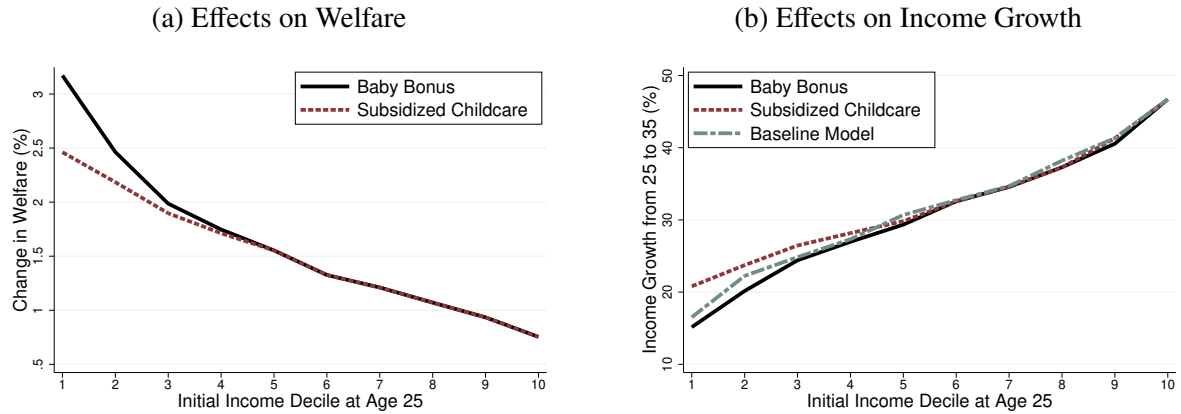 (a) Effects on Welfare
Change in Welfare (%)
3
2.5
2
1.5
1
.5
Baby Bonus
Subsidized Childcare
1 2 3 4 5 6 7 8 9 10
Initial Income Decile at Age 25
(b) Effects on Income Growth
Income Growth from 25 to 35 (%)
50
40
30
20
10
Baby Bonus
Subsidized Childcare
Baseline Model
1 2 3 4 5 6 7 8 9 10
Initial Income Decile at Age 25